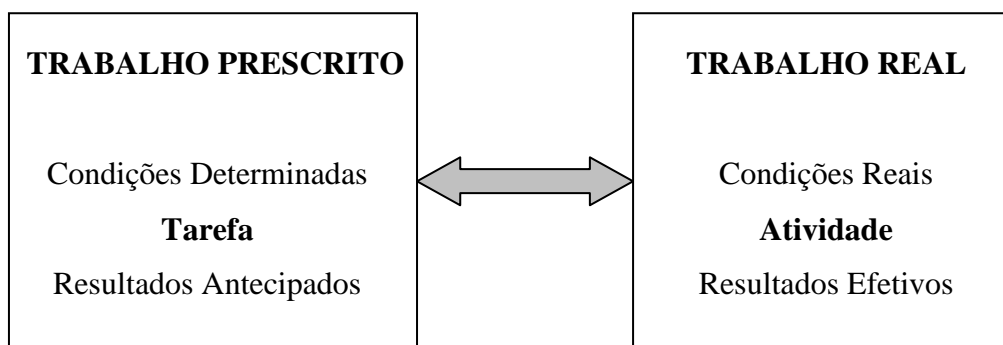 TRABALHO PRESCRITO
Condições Determinadas
Tarefa
Resultados Antecipados
TRABALHO REAL
Condições Reais
Atividade
Resultados Efetivos